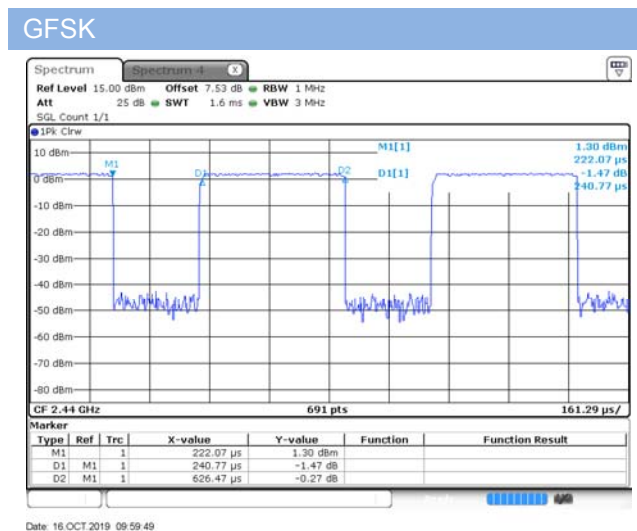 GFSK
Spectrum Spectrum 4 X
Ref Level 15.00 dBm Offset 7.53 dB RBW 1 MHz
Att 25 dB SWT 1.6 ms VBW 3 MHz
SGL Count 1/1
1Pk Clrw
M1[1] 1.30 dBm
222.07 µs
D1[1] -1.47 dB
240.77 µs
10 dBm
M1
D1
D2
0 dBm
-10 dBm
-20 dBm
-30 dBm
-40 dBm
-50 dBm
-60 dBm
-70 dBm
-80 dBm
CF 2.44 GHz 691 pts 161.29 µs/
Marker
Type Ref Trc X-value Y-value Function Function Result
M1 1 222.07 µs 1.30 dBm
D1 M1 1 240.77 µs -1.47 dB
D2 M1 1 626.47 µs -0.27 dB
Date: 16.OCT.2019 09:59:49